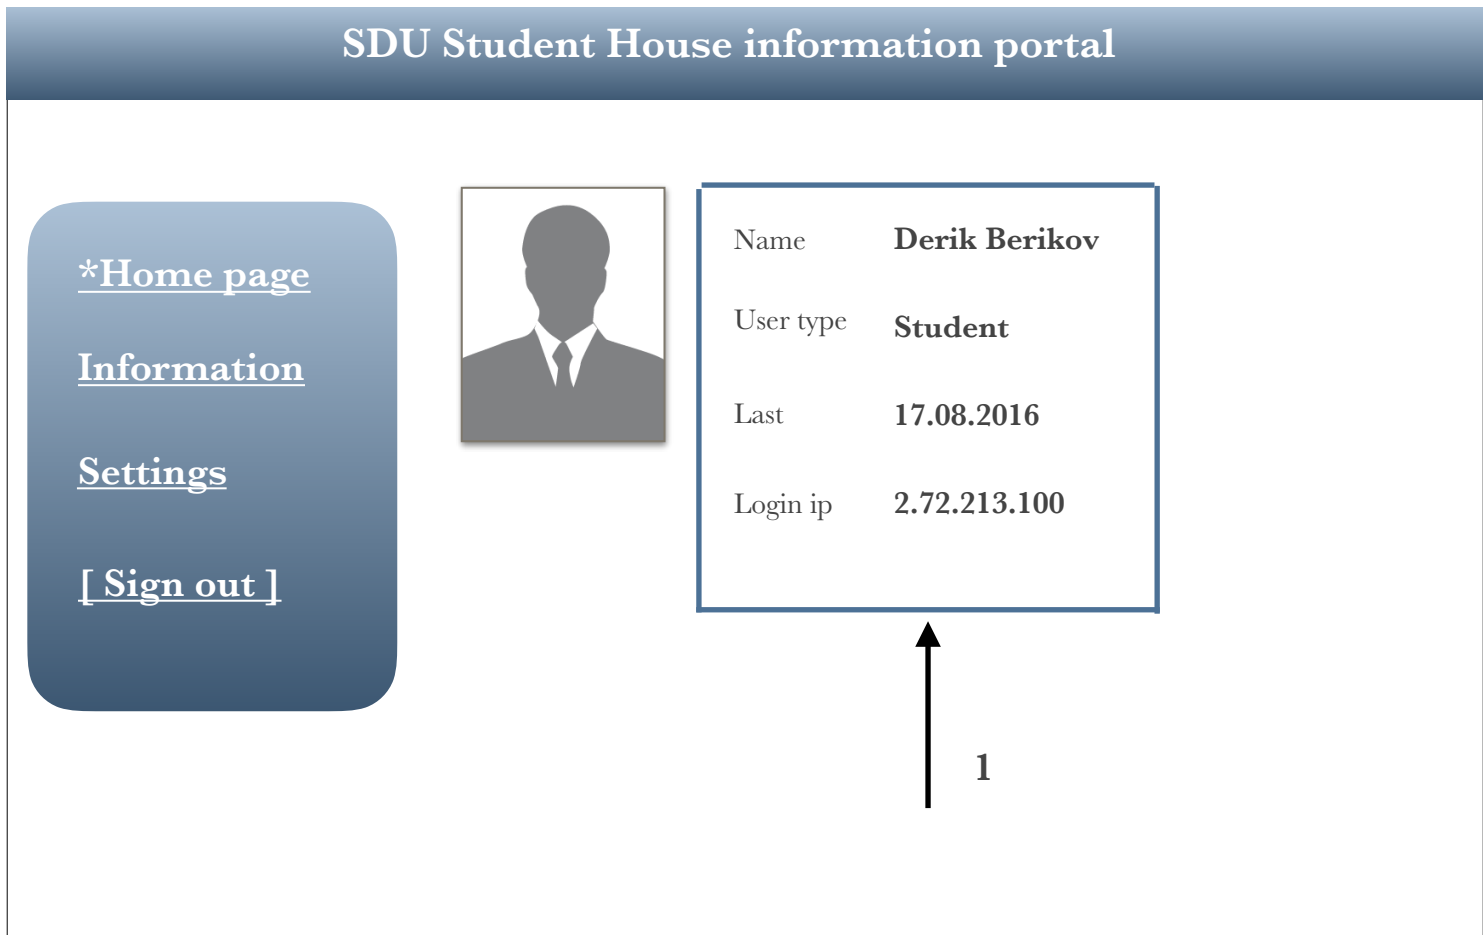 SDU Student House information portal
*Home page
Information
Settings
[ Sign out ]
Name Derik Berikov
User type Student
Last 17.08.2016
Login ip 2.72.213.100
1